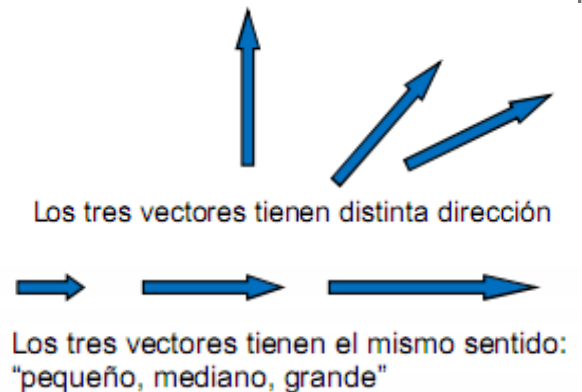 Los tres vectores tienen distinta dirección
Los tres vectores tienen el mismo sentido:
“pequeño, mediano, grande”